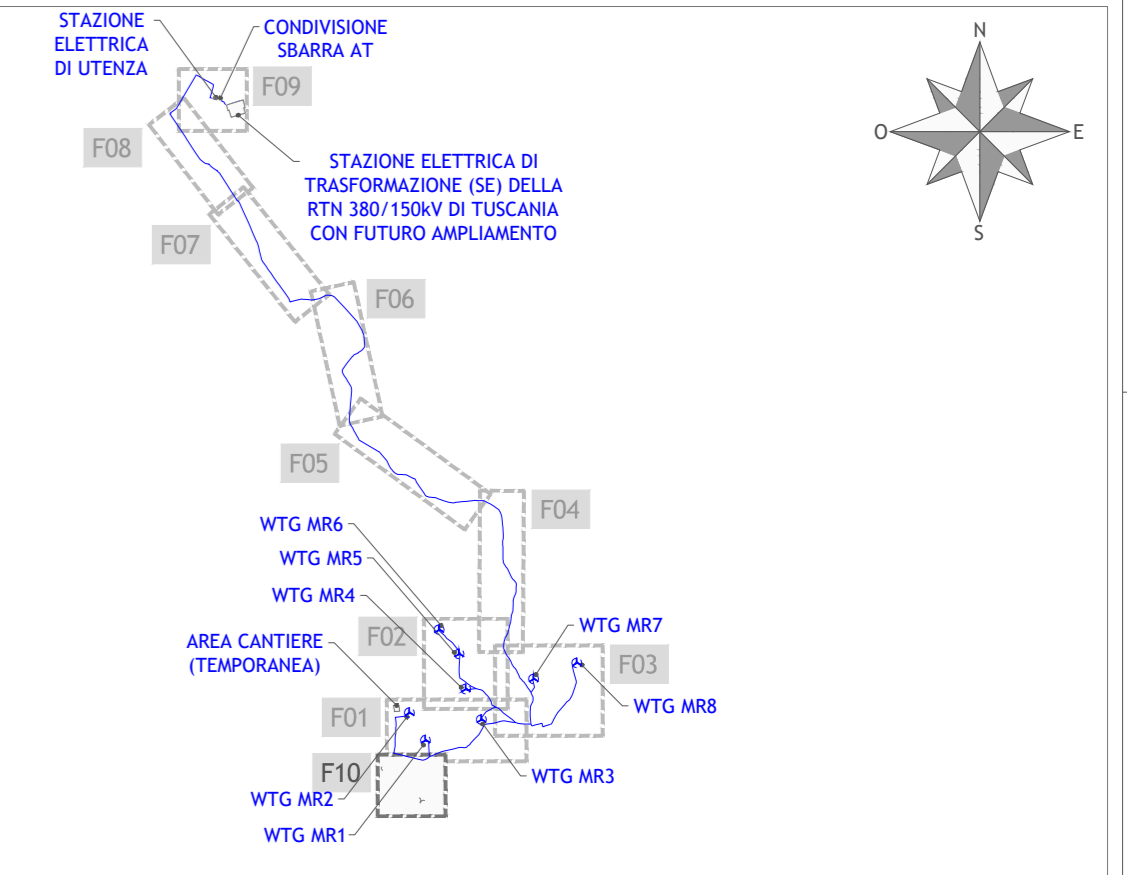 STAZIONE
ELETTRICA
DI UTENZA
CONDIVISIONE
SBARRA AT
N
F09
O
E
F08
STAZIONE ELETTRICA DI
TRASFORMAZIONE (SE) DELLA
RTN 380/150kV DI TUSCANIA
CON FUTURO AMPLIAMENTO
S
F07
F06
F05
F04
WTG MR6
WTG MR5
WTG MR4
WTG MR7
F02
AREA CANTIERE
(TEMPORANEA)
F03
WTG MR8
F01
F10
WTG MR3
WTG MR2
WTG MR1